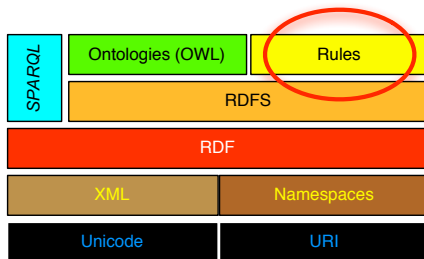 SPARQL
Ontologies (OWL)
Rules
RDFS
RDF
XML
Namespaces
Unicode
URI